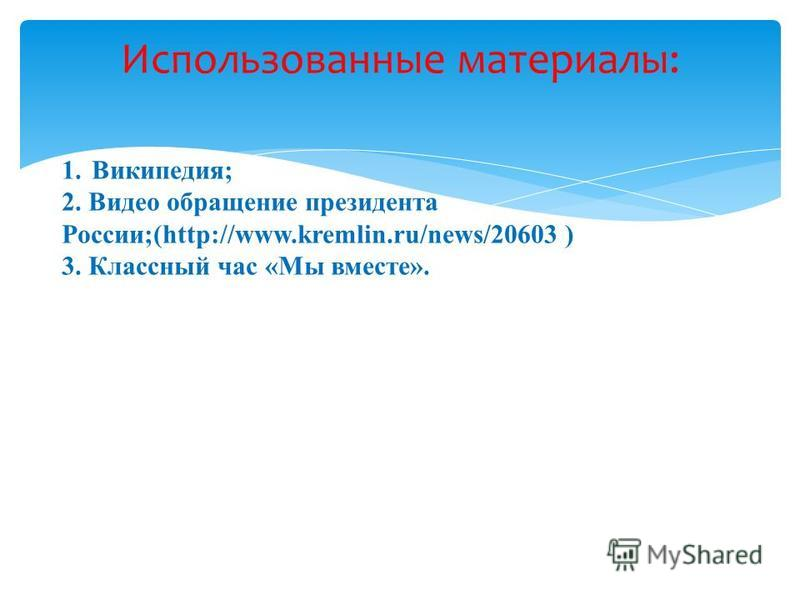 Использованные материалы:
1. Википедия;
2. Видео обращение президента
России;(http://www.kremlin.ru/news/20603 )
3. Классный час «Мы вместе».
MyShared